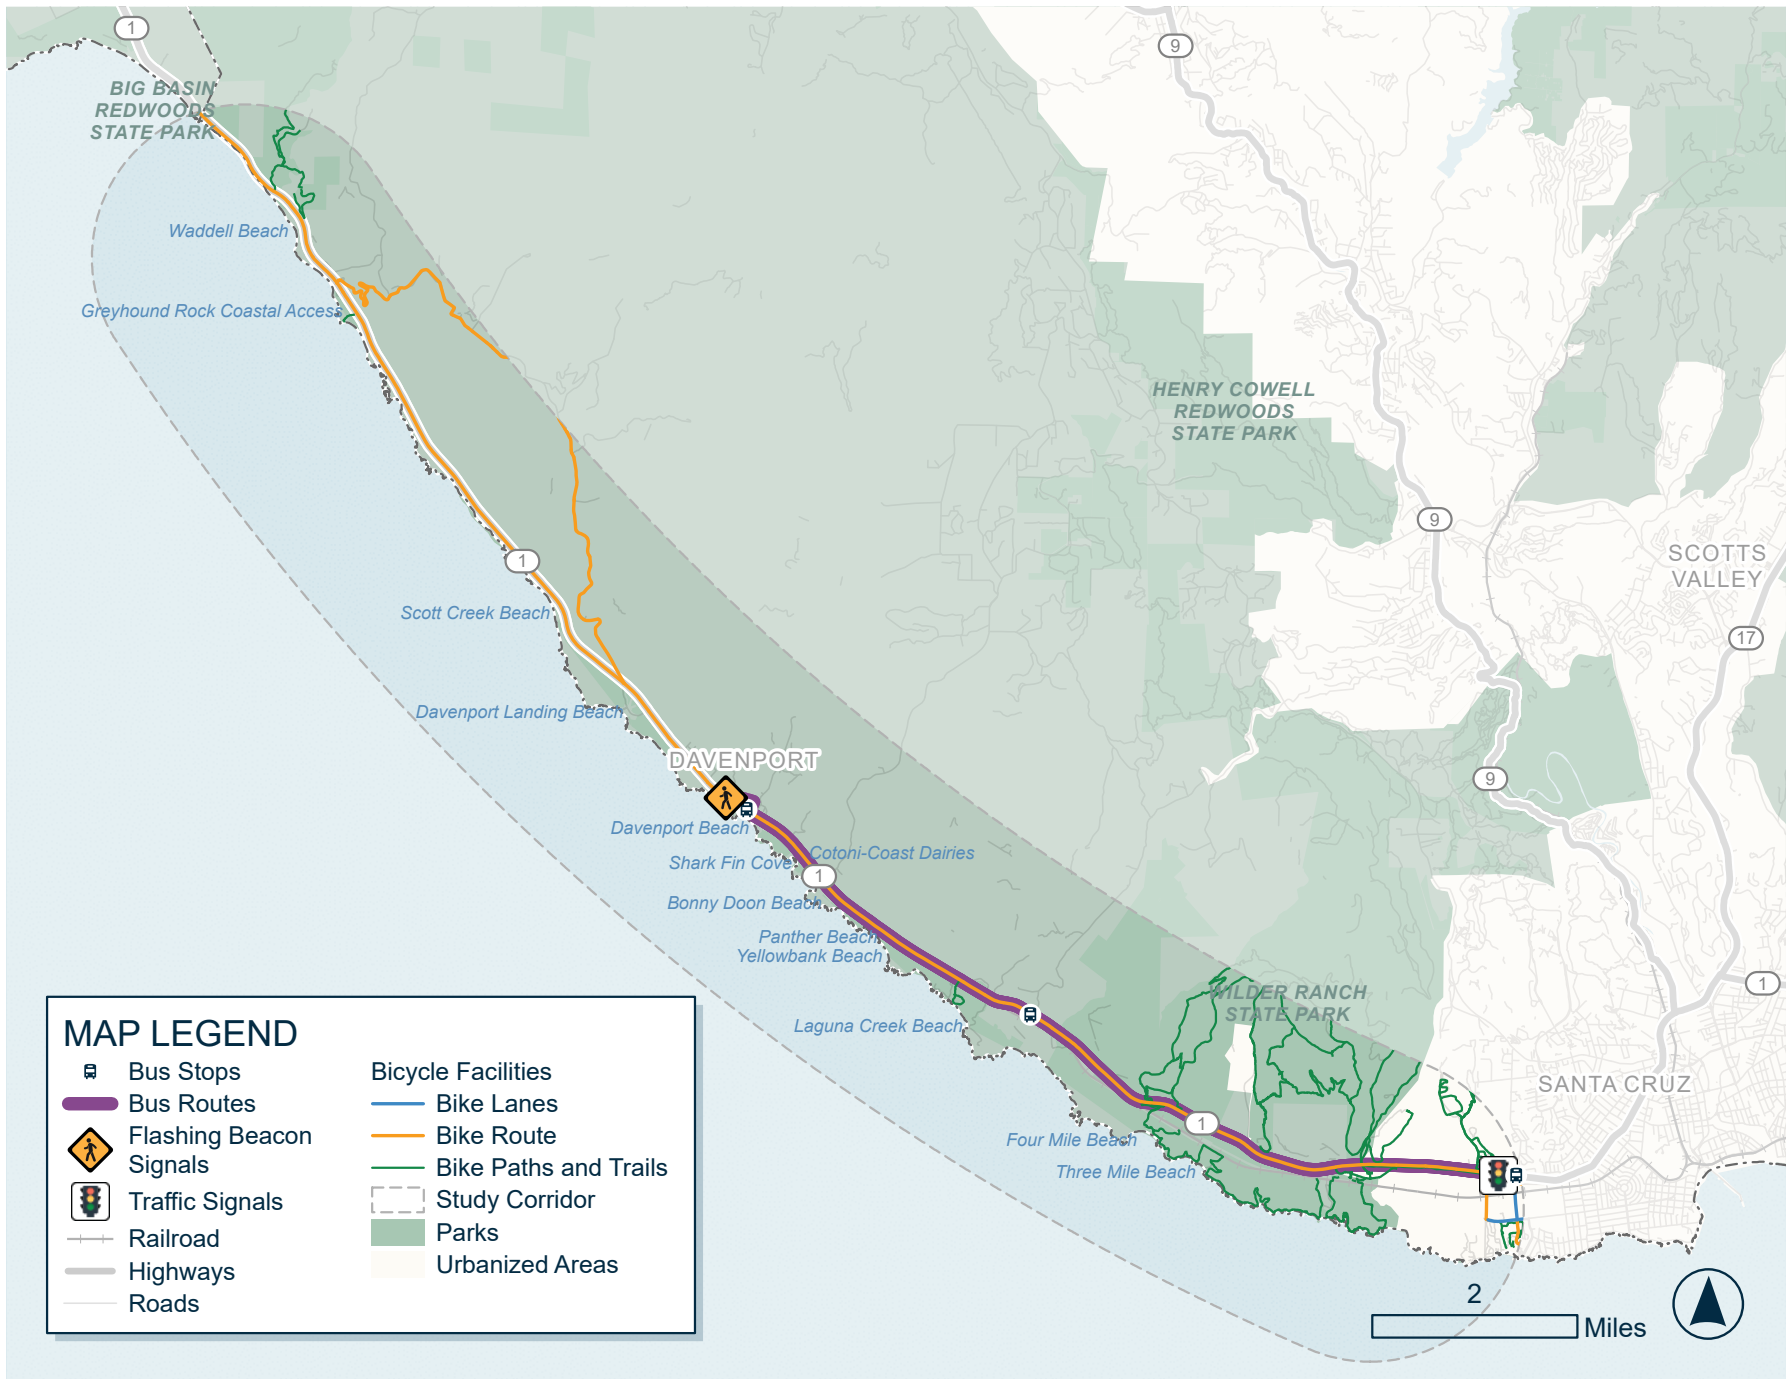 1
9
BIG BASIN
REDWOODS
STATE PARK
Waddell Beach
Greyhound Rock Coastal Access
HENRY COWELL
REDWOODS
STATE PARK
9
1
SCOTTS
VALLEY
Scott Creek Beach
17
Davenport Landing Beach
DAVENPORT
9
Davenport Beach
Cotoni-Coast Dairies
Shark Fin Cove
1
Bonny Doon Beach
Panther Beach
Yellowbank Beach
1
WILDER RANCH
STATE PARK
Laguna Creek Beach
SANTA CRUZ
1
Four Mile Beach
Three Mile Beach
MAP LEGEND
Bus Stops
Bus Routes
Flashing Beacon
Signals
Traffic Signals
Railroad
Highways
Roads
Bicycle Facilities
Bike Lanes
Bike Route
Bike Paths and Trails
Study Corridor
Parks
Urbanized Areas
2
Miles